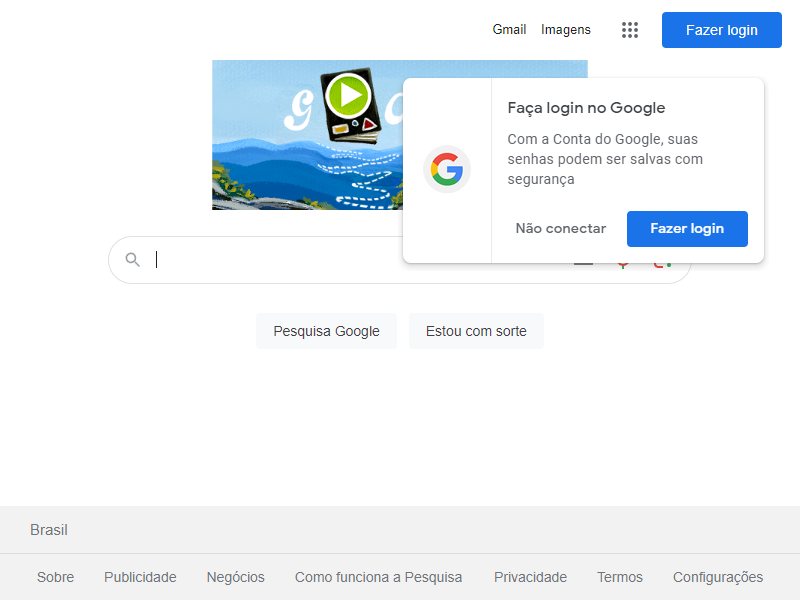 Gmail Imagens Fazer login
G
Faça login no Google
Com a Conta do Google, suas
senhas podem ser salvas com
segurança
Não conectar Fazer login
Pesquisa Google Estou com sorte
Brasil
Sobre Publicidade Negócios Como funciona a Pesquisa Privacidade Termos Configurações